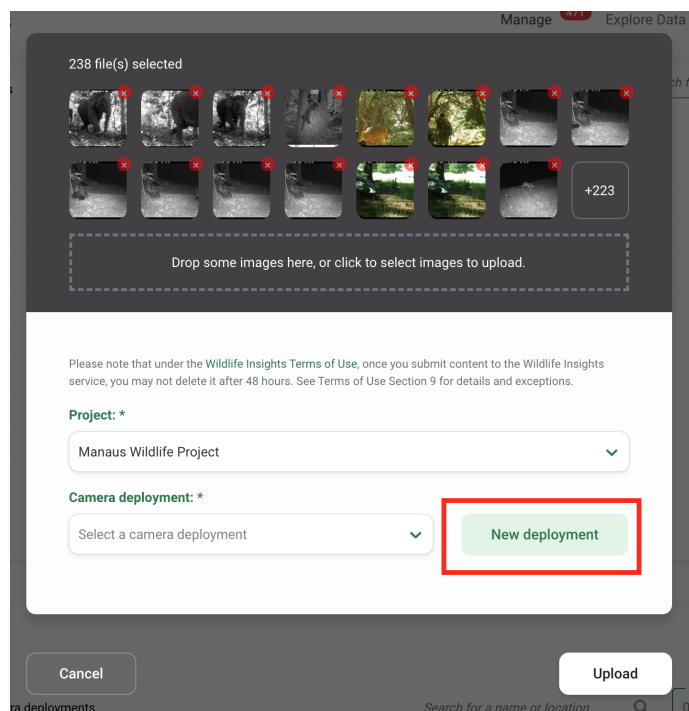 Manage 471 Explore Data
238 file(s) selected
+223
Drop some images here, or click to select images to upload.
Please note that under the Wildlife Insights Terms of Use, once you submit content to the Wildlife Insights
service, you may not delete it after 48 hours. See Terms of Use Section 9 for details and exceptions.
Project: *
Manaus Wildlife Project
Camera deployment: *
Select a camera deployment
New deployment
Cancel
Upload
ra deployments
Search for a name or location